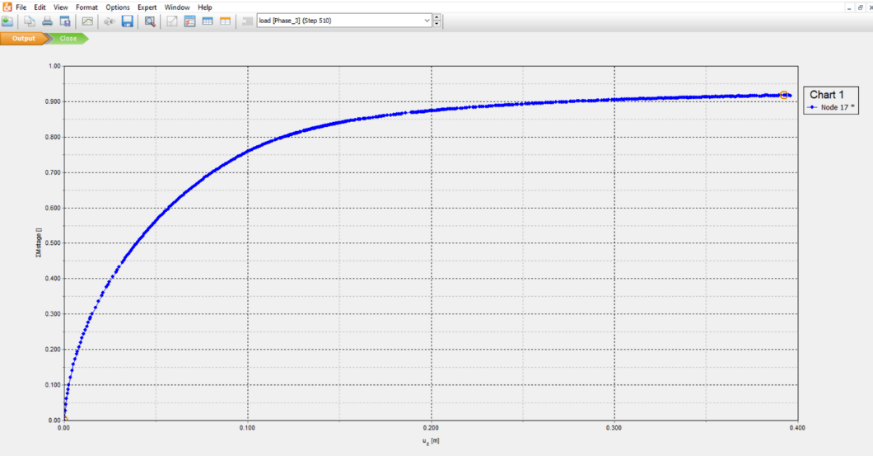 File Edit View Format Options Expert Window Help
load [Phase_3] (Step 510)
Output Close
1.00
0.900
0.800
0.700
0.600
0.500
0.400
0.300
0.200
0.100
0.00
ΣMstage []
0.00 0.100 0.200 0.300 0.400
[m]
Chart 1
Node 17 *